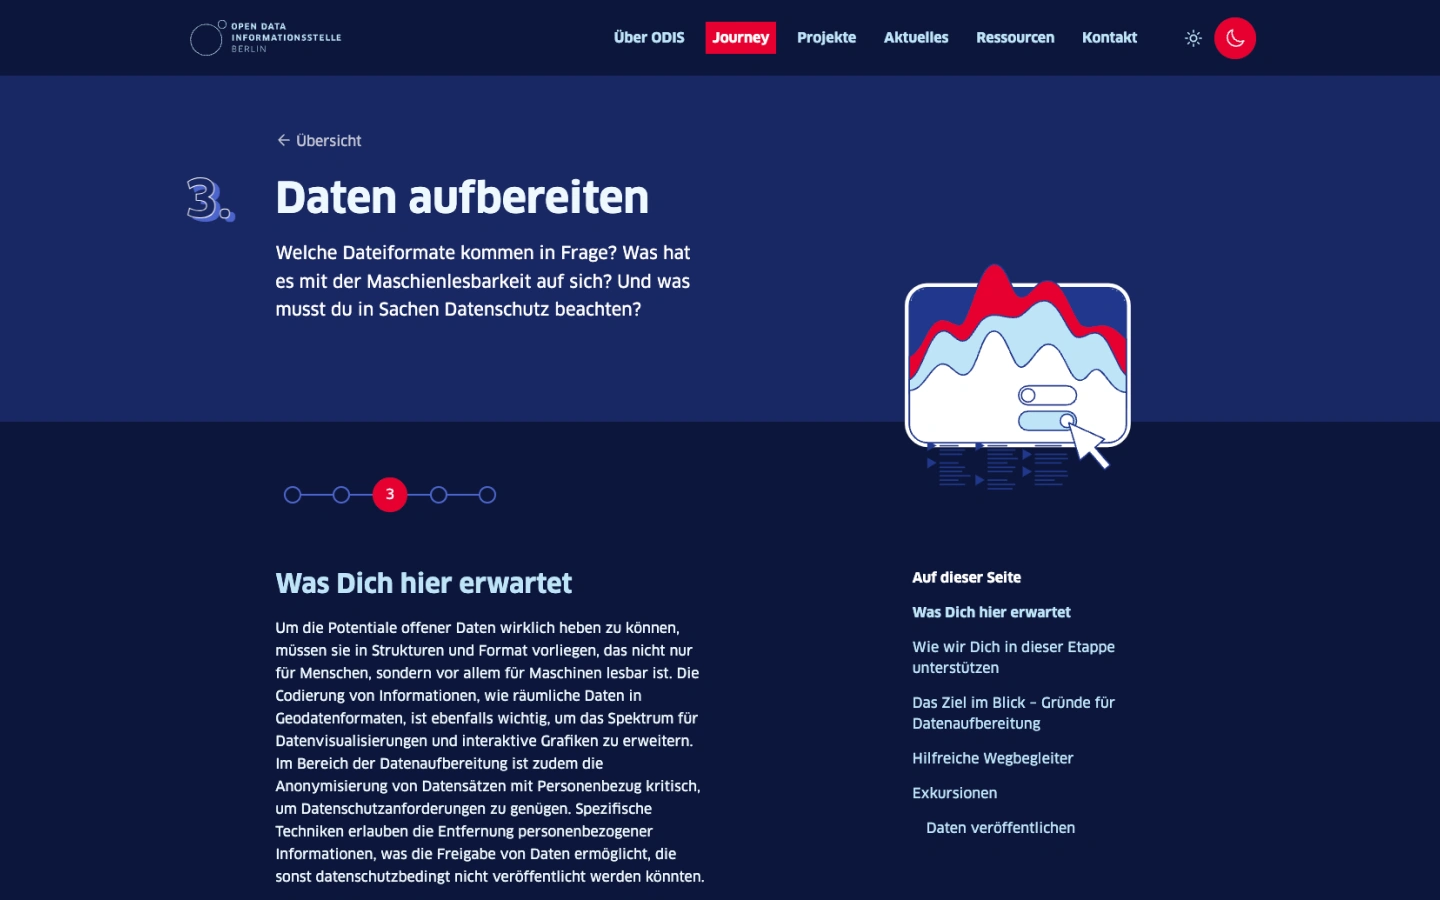 OPEN DATA
INFORMATIONSSTELLE
BERLIN
Über ODIS
Journey
Projekte
Aktuelles
Ressourcen
Kontakt
← Übersicht
3.
Daten aufbereiten
Welche Dateiformate kommen in Frage? Was hat
es mit der Maschienlesbarkeit auf sich? Und was
musst du in Sachen Datenschutz beachten?
3
Was Dich hier erwartet
Um die Potentiale offener Daten wirklich heben zu können,
müssen sie in Strukturen und Format vorliegen, das nicht nur
für Menschen, sondern vor allem für Maschinen lesbar ist. Die
Codierung von Informationen, wie räumliche Daten in
Geodatenformaten, ist ebenfalls wichtig, um das Spektrum für
Datenvisualisierungen und interaktive Grafiken zu erweitern.
Im Bereich der Datenaufbereitung ist zudem die
Anonymisierung von Datensätzen mit Personenbezug kritisch,
um Datenschutzanforderungen zu genügen. Spezifische
Techniken erlauben die Entfernung personenbezogener
Informationen, was die Freigabe von Daten ermöglicht, die
sonst datenschutzbedingt nicht veröffentlicht werden könnten.
Auf dieser Seite
Was Dich hier erwartet
Wie wir Dich in dieser Etappe
unterstützen
Das Ziel im Blick – Gründe für
Datenaufbereitung
Hilfreiche Wegbegleiter
Exkursionen
Daten veröffentlichen